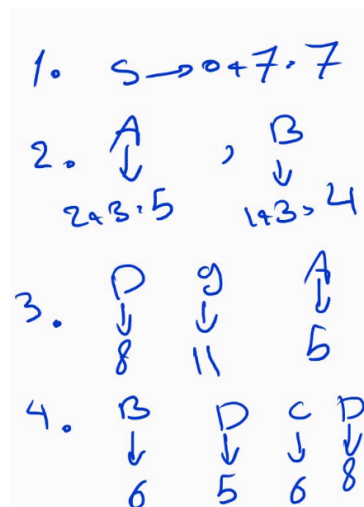 1. S → 0+7=7
2. A , B
↓ ↓
2+3=5 1+3=4
3. D g A
↓ ↓ ↓
8 11 5
4. B D C D
↓ ↓ ↓ ↓
6 5 6 8